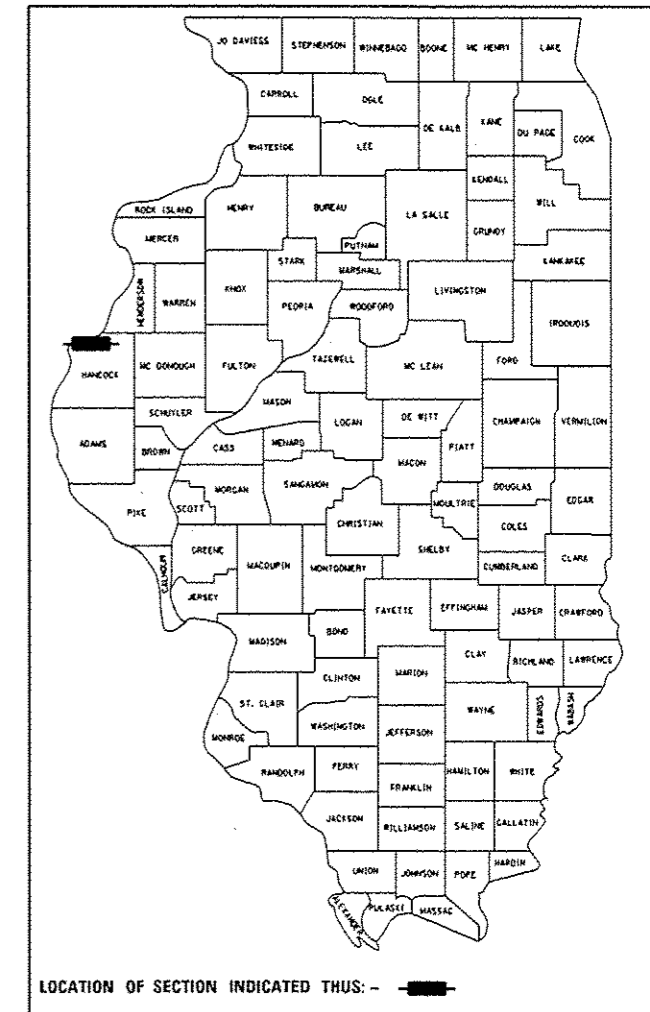 JO DAVIESS STEPHENSON WINNEBAGO BOONE MC HENRY LAKE
CARROLL OGLE DE KALB KANE DU PAGE COOK
WHITESIDE LEE KENDALL WILL
ROCK ISLAND HENRY BUREAU LA SALLE GRUNDY
MERCER PUTNAM KANKAKEE
STARK MARSHALL
HENDERSON WARREN KNOX PEORIA WOODFORD LIVINGSTON IROQUOIS
HANCOCK MC DONOUGH FULTON TAZEWELL MC LEAN FORD
MASON
SCHUYLER LOGAN DE WITT CHAMPAIGN VERMILION
ADAMS BROWN CASS MENARD PIATT
MACON
MORGAN SANGAMON DOUGLAS EDGAR
PIKE SCOTT CHRISTIAN MOULTRIE
COLES
CALHOUN GREENE MACOUPIN MONTGOMERY SHELBY CUMBERLAND CLARK
JERSEY FAYETTE EFFINGHAM JASPER CRAWFORD
MADISON BOND
CLAY RICHLAND LAWRENCE
CLINTON MARION
ST. CLAIR WAYNE EDWARDS WABASH
WASHINGTON JEFFERSON
MONROE
RANDOLPH PERRY HAMILTON WHITE
FRANKLIN
JACKSON WILLIAMSON SALINE GALLATIN
UNION JOHNSON POPE HARDIN
ALEXANDER PULASKI MASSAC
LOCATION OF SECTION INDICATED THUS: -